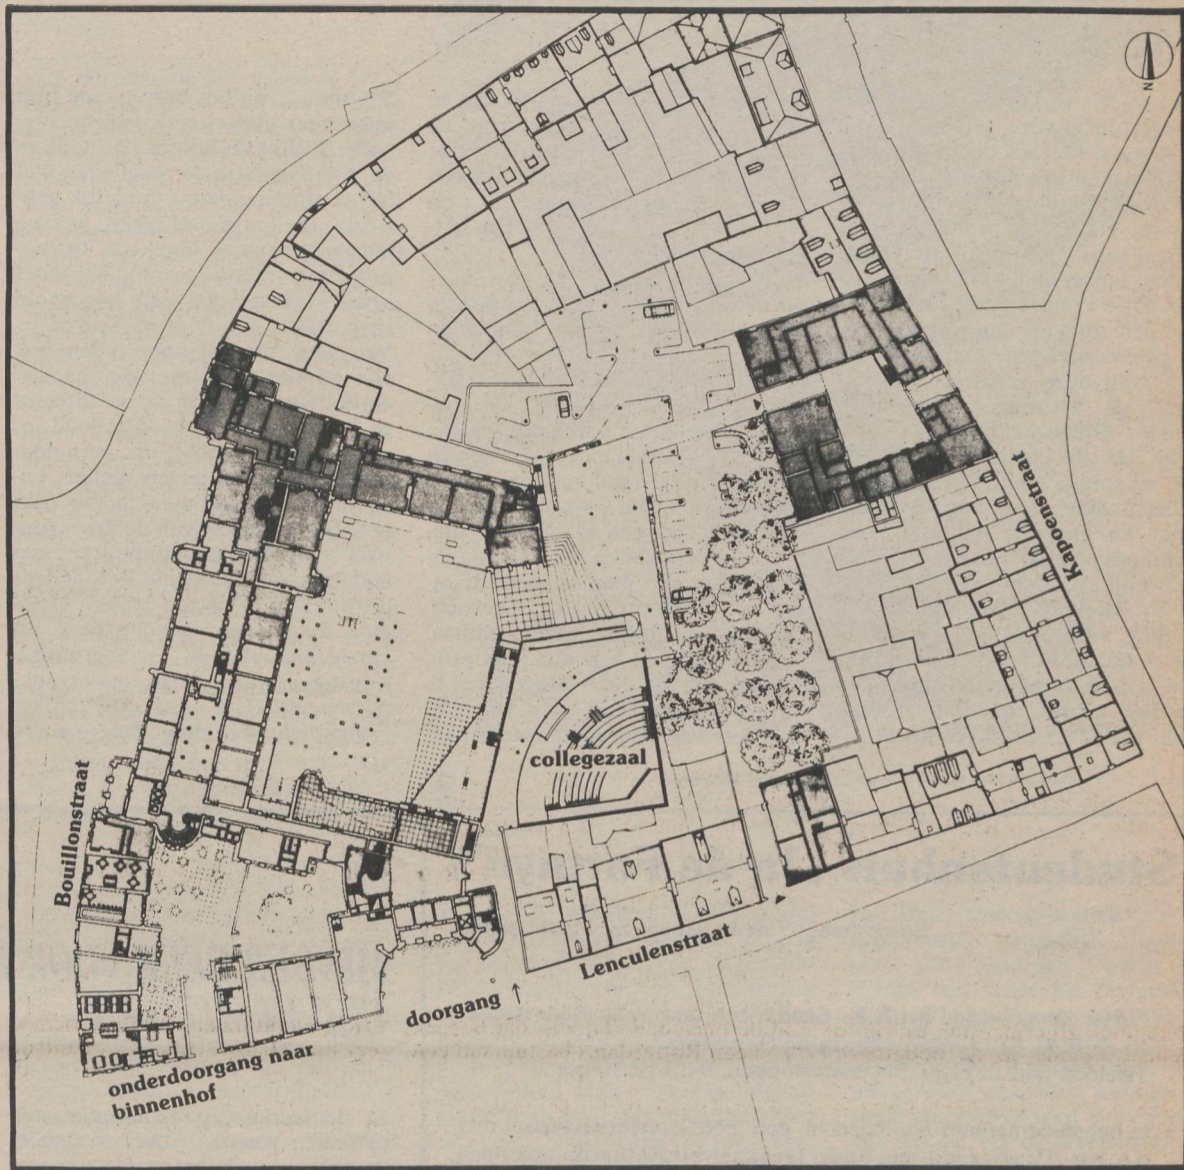 N
Kapoenstraat
collegezaal
Bouillonstraat
Lenculenstraat
doorgang ↑
onderdoorgang naar
binnenhof